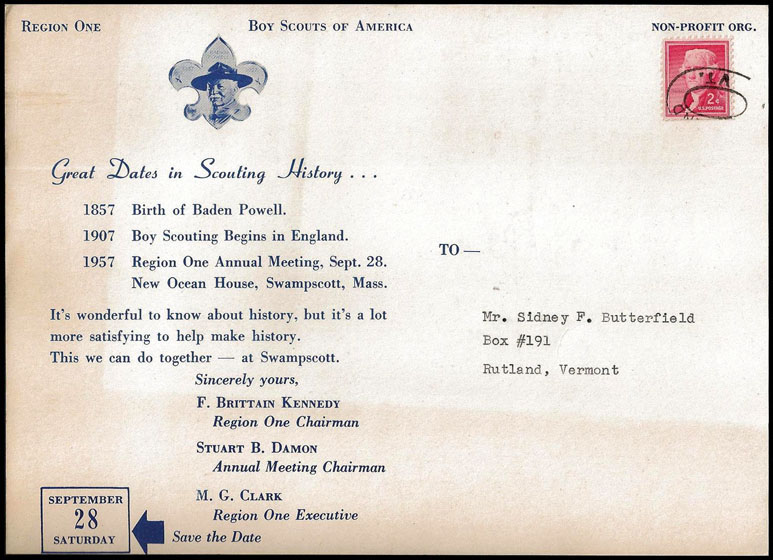 REGION ONE
BOY SCOUTS OF AMERICA
NON-PROFIT ORG.
2¢
U.S. POSTAGE
Great Dates in Scouting History . . .
1857 Birth of Baden Powell.
1907 Boy Scouting Begins in England.
1957 Region One Annual Meeting, Sept. 28.
New Ocean House, Swampscott, Mass.
It's wonderful to know about history, but it's a lot
more satisfying to help make history.
This we can do together — at Swampscott.
Sincerely yours,
F. BRITTAIN KENNEDY
Region One Chairman
STUART B. DAMON
Annual Meeting Chairman
M. G. CLARK
Region One Executive
SEPTEMBER
28
SATURDAY
Save the Date
TO —
Mr. Sidney F. Butterfield
Box #191
Rutland, Vermont